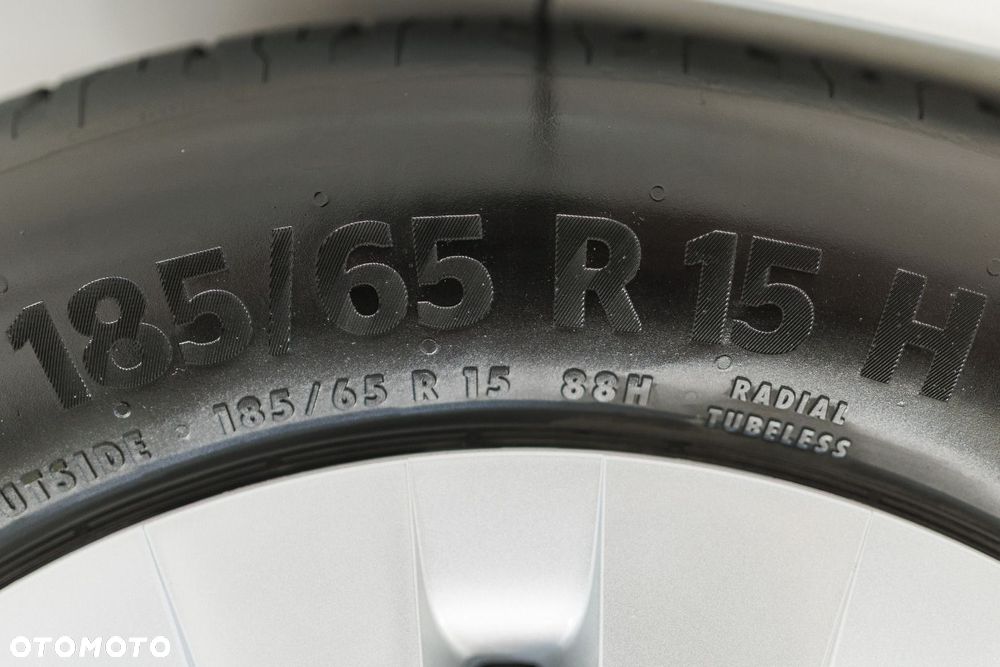 185/65 R 15 H
UTSIDE · 185/65 R 15 88H RADIAL
TUBELESS
OTOMOTO